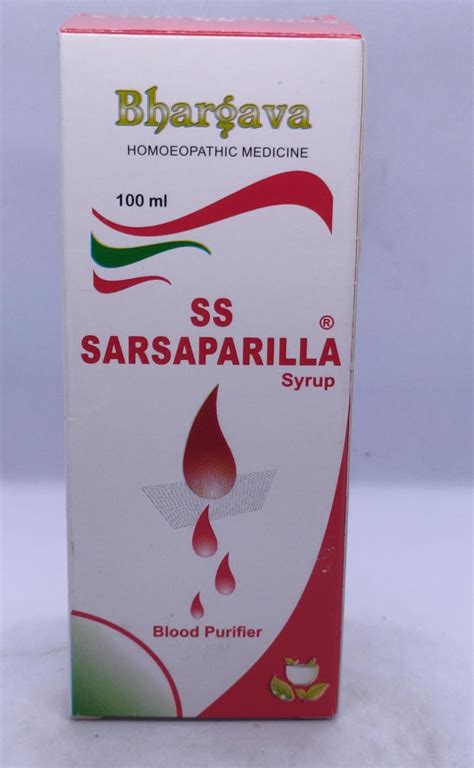 Bhargava
HOMOEOPATHIC MEDICINE
100 ml
SS
SARSAPARILLA ®
Syrup
Blood Purifier